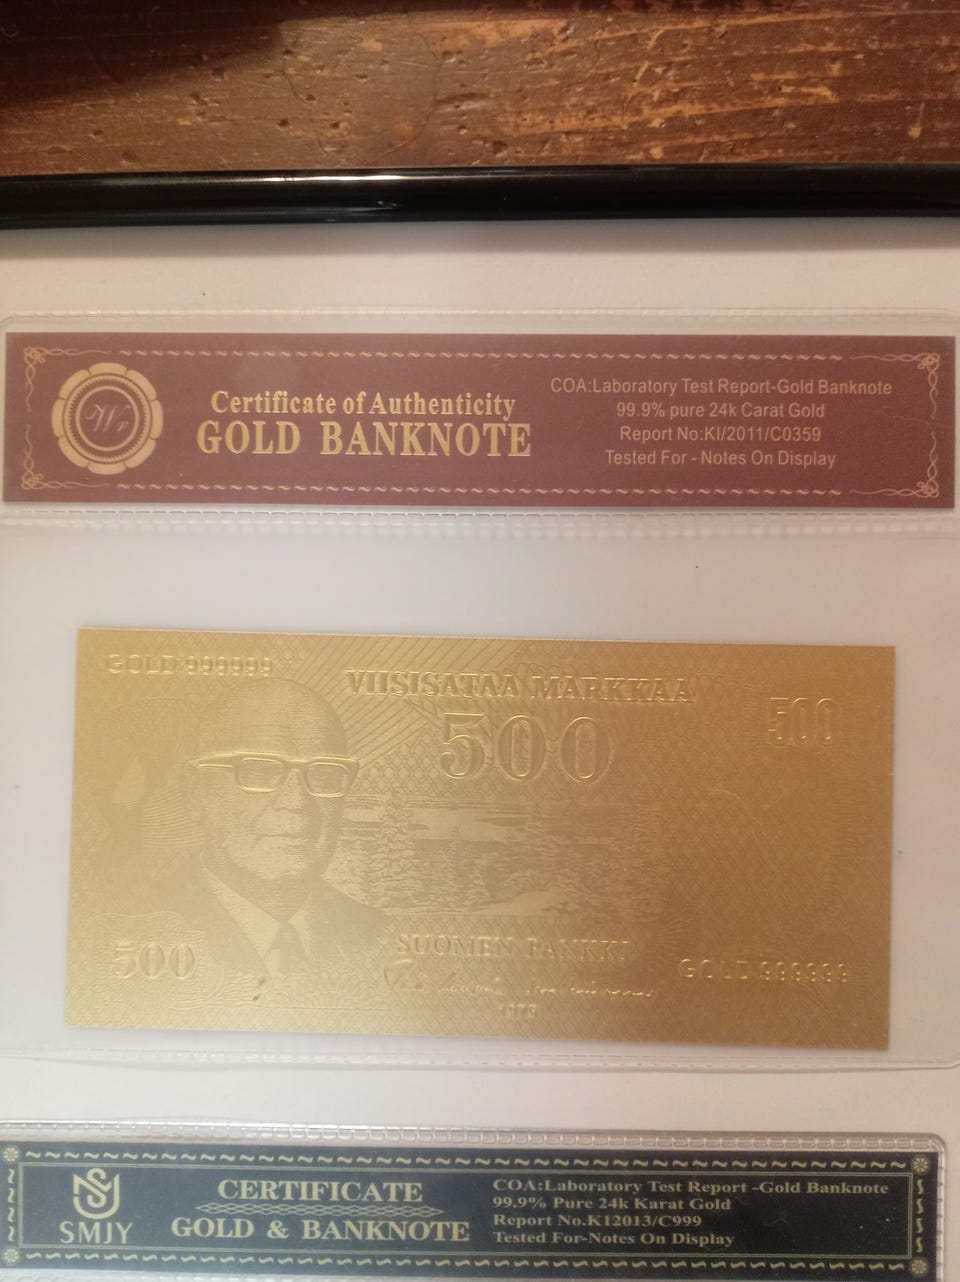 Wr
Certificate of Authenticity
GOLD BANKNOTE
COA:Laboratory Test Report-Gold Banknote
99.9% pure 24k Carat Gold
Report No:KI/2011/C0359
Tested For - Notes On Display
GOLD 999999
VIISISATAA MARKKAA
500
500
500
SUOMEN PANKKI
GOLD 999999
SMJY
CERTIFICATE
GOLD & BANKNOTE
COA:Laboratory Test Report -Gold Banknote
99.9% Pure 24k Karat Gold
Report No.K12013/C999
Tested For-Notes On Display